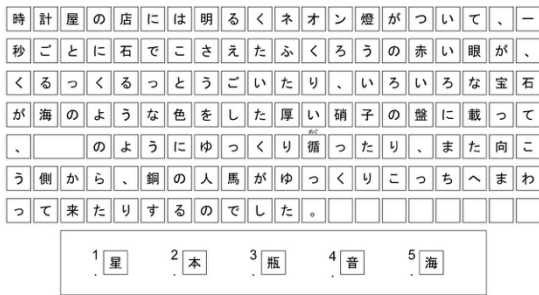 時計屋の店には明るくネオン燈がついて、一
秒ごとに石でこさえたふくろうの赤い眼が、
くるっくるっとうごいたり、いろいろな宝石
が海のような色をした厚い硝子の盤に載って
、 のようにゆっくり循ったり、また向こ
めぐ
う側から、銅の人馬がゆっくりこっちへまわ
って来たりするのでした。
1. 星 2. 本 3. 瓶 4. 音 5. 海